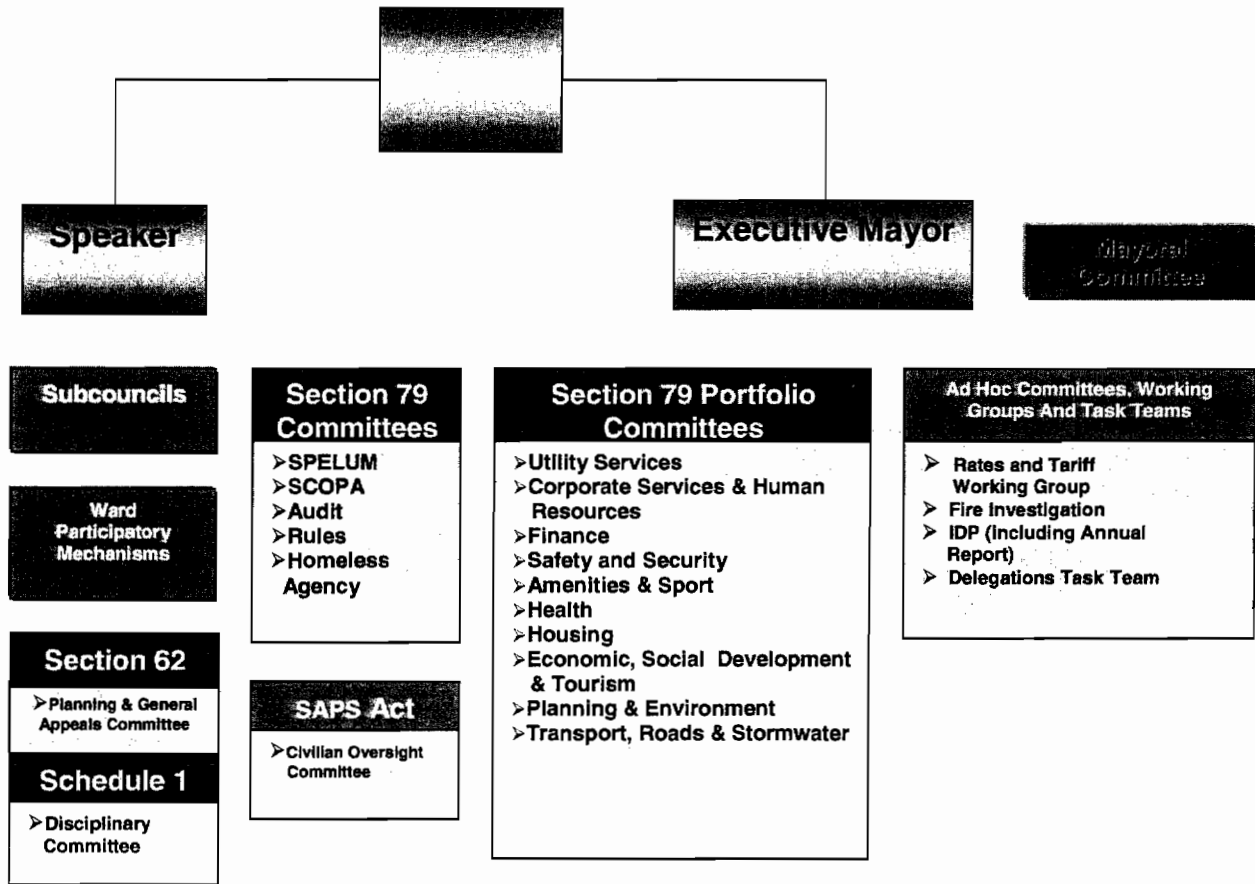 Speaker
Executive Mayor
Mayoral
Committee
Subcouncils
Ward
Participatory
Mechanisms
Section 62
➢Planning & General
Appeals Committee
Schedule 1
➢Disciplinary
Committee
Section 79
Committees
➢SPELUM
➢SCOPA
➢Audit
➢Rules
➢Homeless
Agency
SAPS Act
➢Civilian Oversight
Committee
Section 79 Portfolio
Committees
➢Utility Services
➢Corporate Services & Human
Resources
➢Finance
➢Safety and Security
➢Amenities & Sport
➢Health
➢Housing
➢Economic, Social Development
& Tourism
➢Planning & Environment
➢Transport, Roads & Stormwater
Ad Hoc Committees, Working
Groups And Task Teams
➢ Rates and Tariff
Working Group
➢ Fire Investigation
➢ IDP (including Annual
Report)
➢ Delegations Task Team